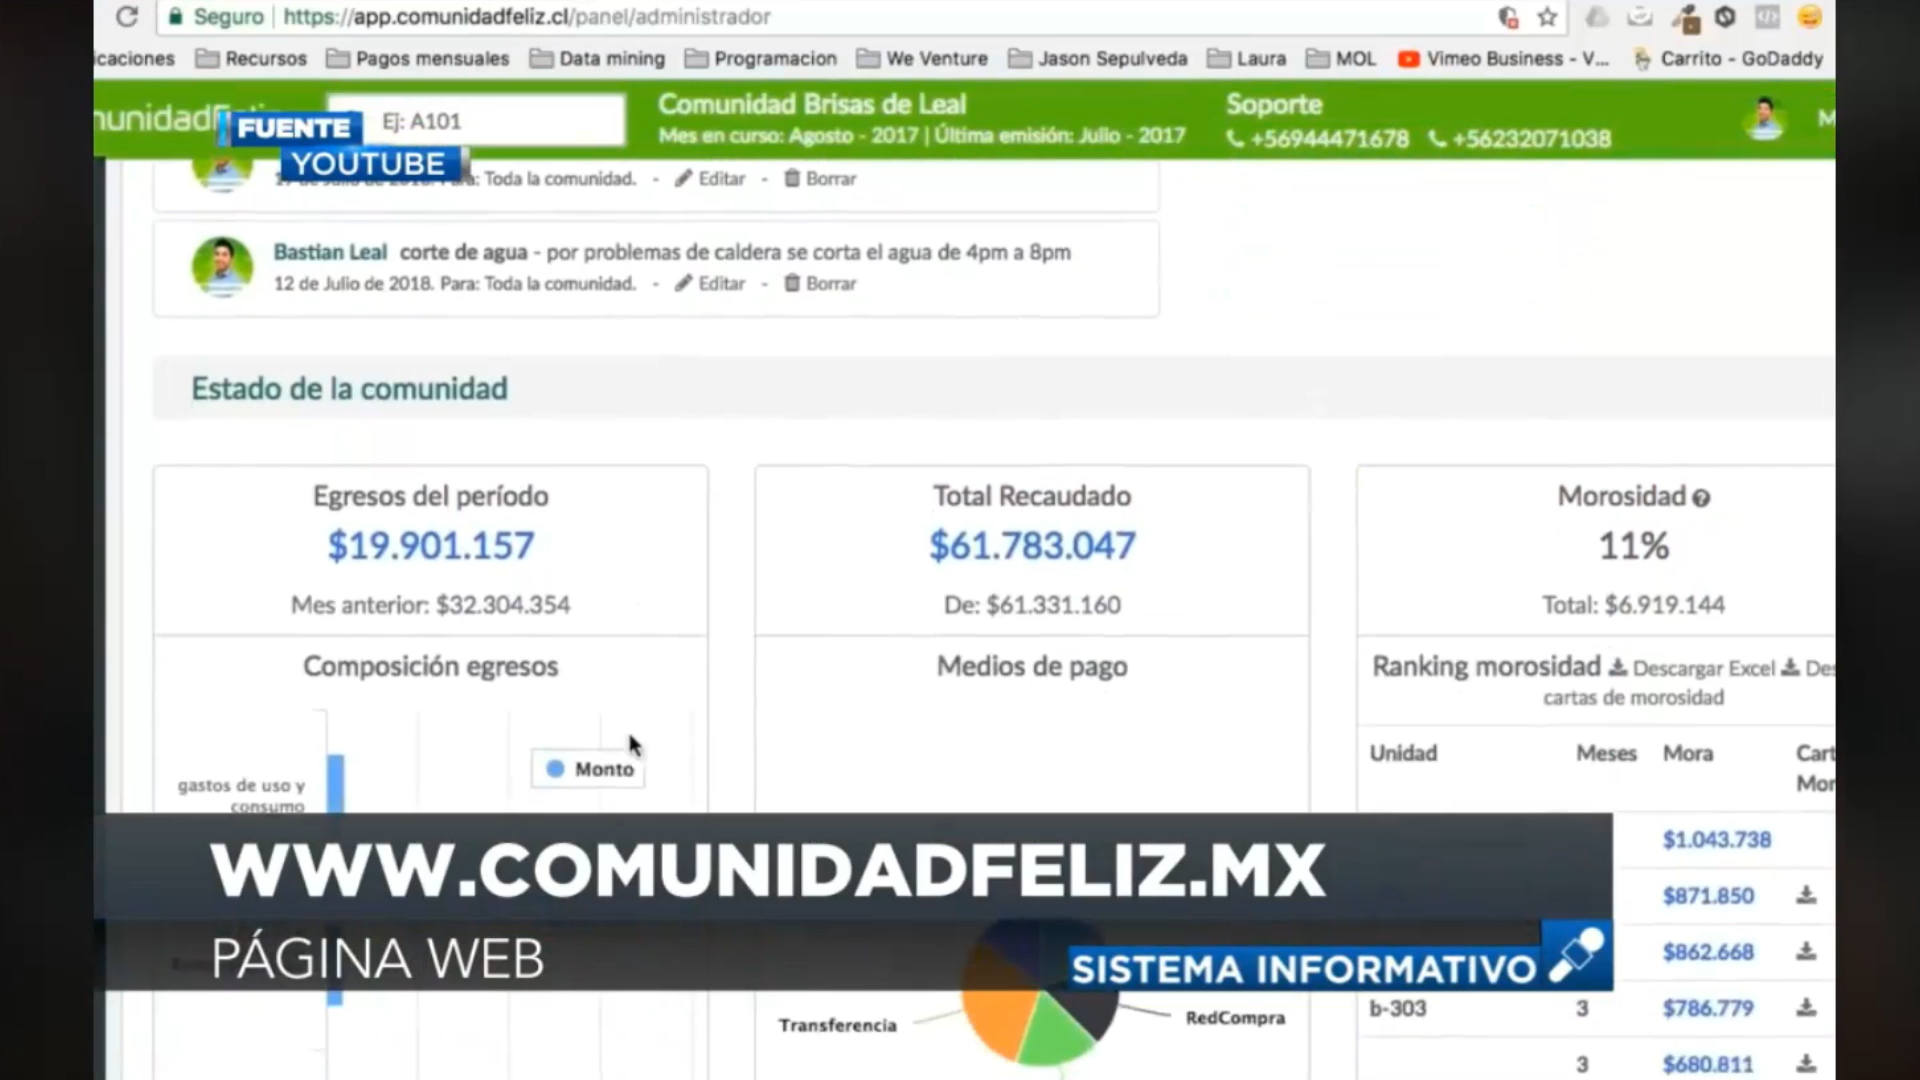 Seguro https://app.comunidadfeliz.cl/panel/administrador
icaciones Recursos Pagos mensuales Data mining Programacion We Venture Jason Sepulveda Laura MOL Vimeo Business - V... Carrito - GoDaddy
Ej: A101
Comunidad Brisas de Leal
Mes en curso: Agosto - 2017 | Última emisión: Julio - 2017
Soporte
+56944471678 +56232071038
FUENTE
YOUTUBE
Toda la comunidad. - Editar - Borrar
Bastian Leal corte de agua - por problemas de caldera se corta el agua de 4pm a 8pm
12 de Julio de 2018. Para: Toda la comunidad. - Editar - Borrar
Estado de la comunidad
Egresos del período
$19.901.157
Mes anterior: $32.304.354
Composición egresos
Monto
gastos de uso y
consumo
Total Recaudado
$61.783.047
De: $61.331.160
Medios de pago
Transferencia
RedCompra
Morosidad
11%
Total: $6.919.144
Ranking morosidad Descargar Excel Des
cartas de morosidad
Unidad Meses Mora Cart
Mor
$1.043.738
$871.850
$862.668
b-303 3 $786.779
3 $680.811
WWW.COMUNIDADFELIZ.MX
PÁGINA WEB
SISTEMA INFORMATIVO